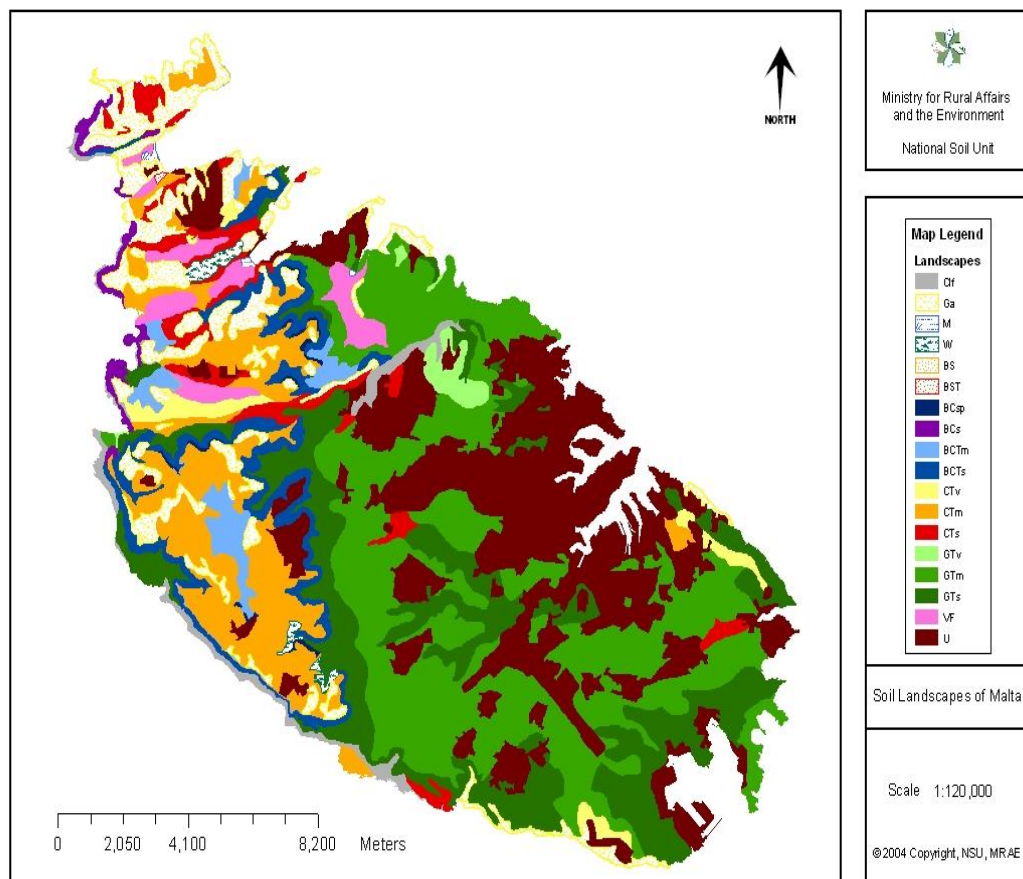 NORTH
0 2,050 4,100 8,200 Meters
Ministry for Rural Affairs
and the Environment
National Soil Unit
Map Legend
Landscapes
Clf
Ga
M
W
BS
BST
BCsp
BCs
BCTm
BCTs
CTv
CTm
CTs
GTv
GTm
GTs
VF
U
Soil Landscapes of Malta
Scale 1:120,000
©2004 Copyright, NSU, MRAE